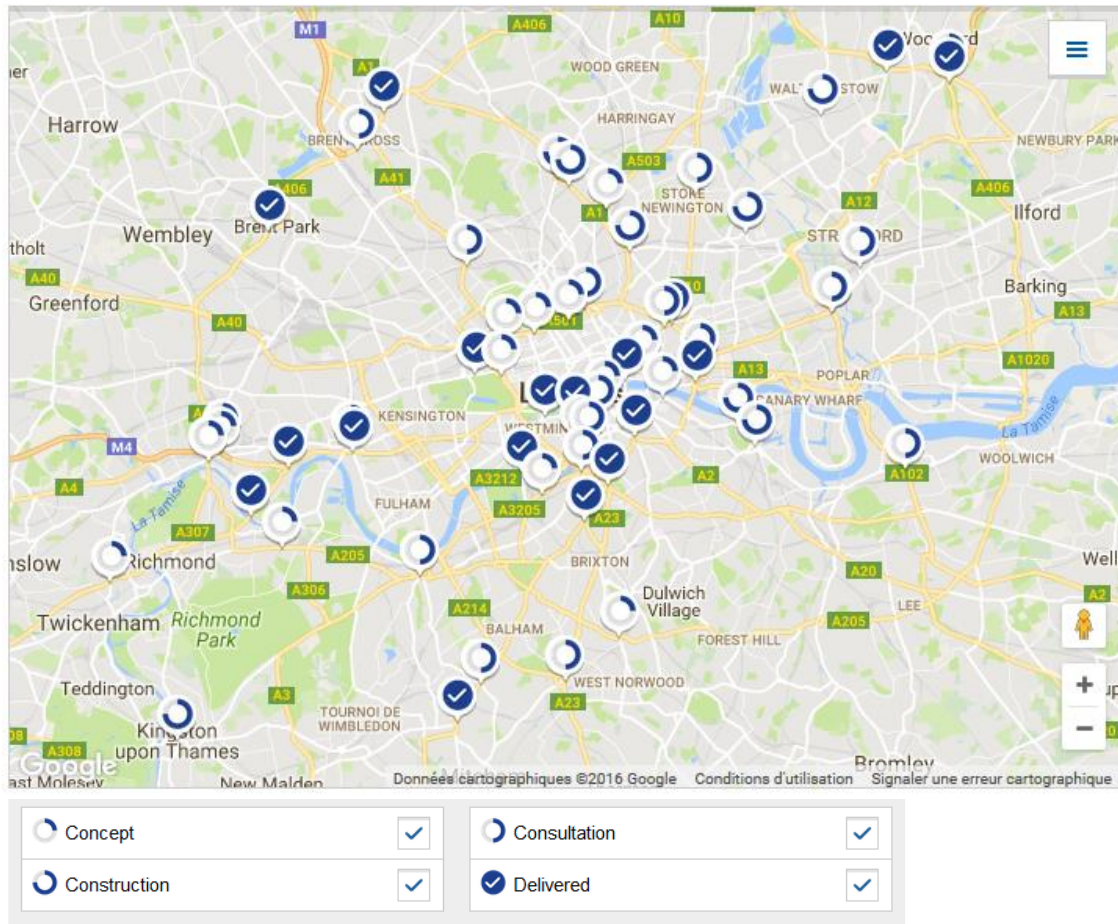 A10
A406
M1
Woodford
WOOD GREEN
A1
Harrow
HARRINGAY
BRENT CROSS
NEWBURY PARK
A503
A41
STOKE
NEWINGTON
A406
A406
A12
A1
Ilford
Wembley
Brent Park
A40
Greenford
Barking
A40
A501
A13
POPLAR
A1020
A13
CANARY WHARF
KENSINGTON
La Tamise
M4
WOOLWICH
A4
A3212
A2
A102
FULHAM
La Tamise
A3205
A23
A307
Richmond
A205
BRIXTON
A20
A306
Dulwich
Village
A2
Twickenham
Richmond
Park
A214
LEE
A205
BALHAM
FOREST HILL
Teddington
A3
WEST NORWOOD
A23
TOURNOI DE
WIMBLEDON
Kingston
upon Thames
A308
Google
Bromley
New Malden
Données cartographiques ©2016 Google
Conditions d'utilisation
Signaler une erreur cartographique
Concept
Consultation
Construction
Delivered